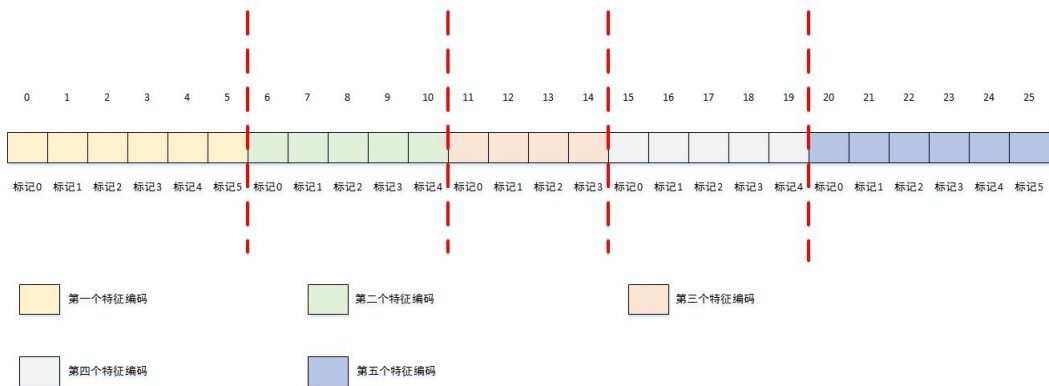 0 1 2 3 4 5 6 7 8 9 10 11 12 13 14 15 16 17 18 19 20 21 22 23 24 25
标记0 标记1 标记2 标记3 标记4 标记5 标记0 标记1 标记2 标记3 标记4 标记0 标记1 标记2 标记3 标记0 标记1 标记2 标记3 标记4 标记0 标记1 标记2 标记3 标记4 标记5
第一个特征编码 第二个特征编码 第三个特征编码
第四个特征编码 第五个特征编码